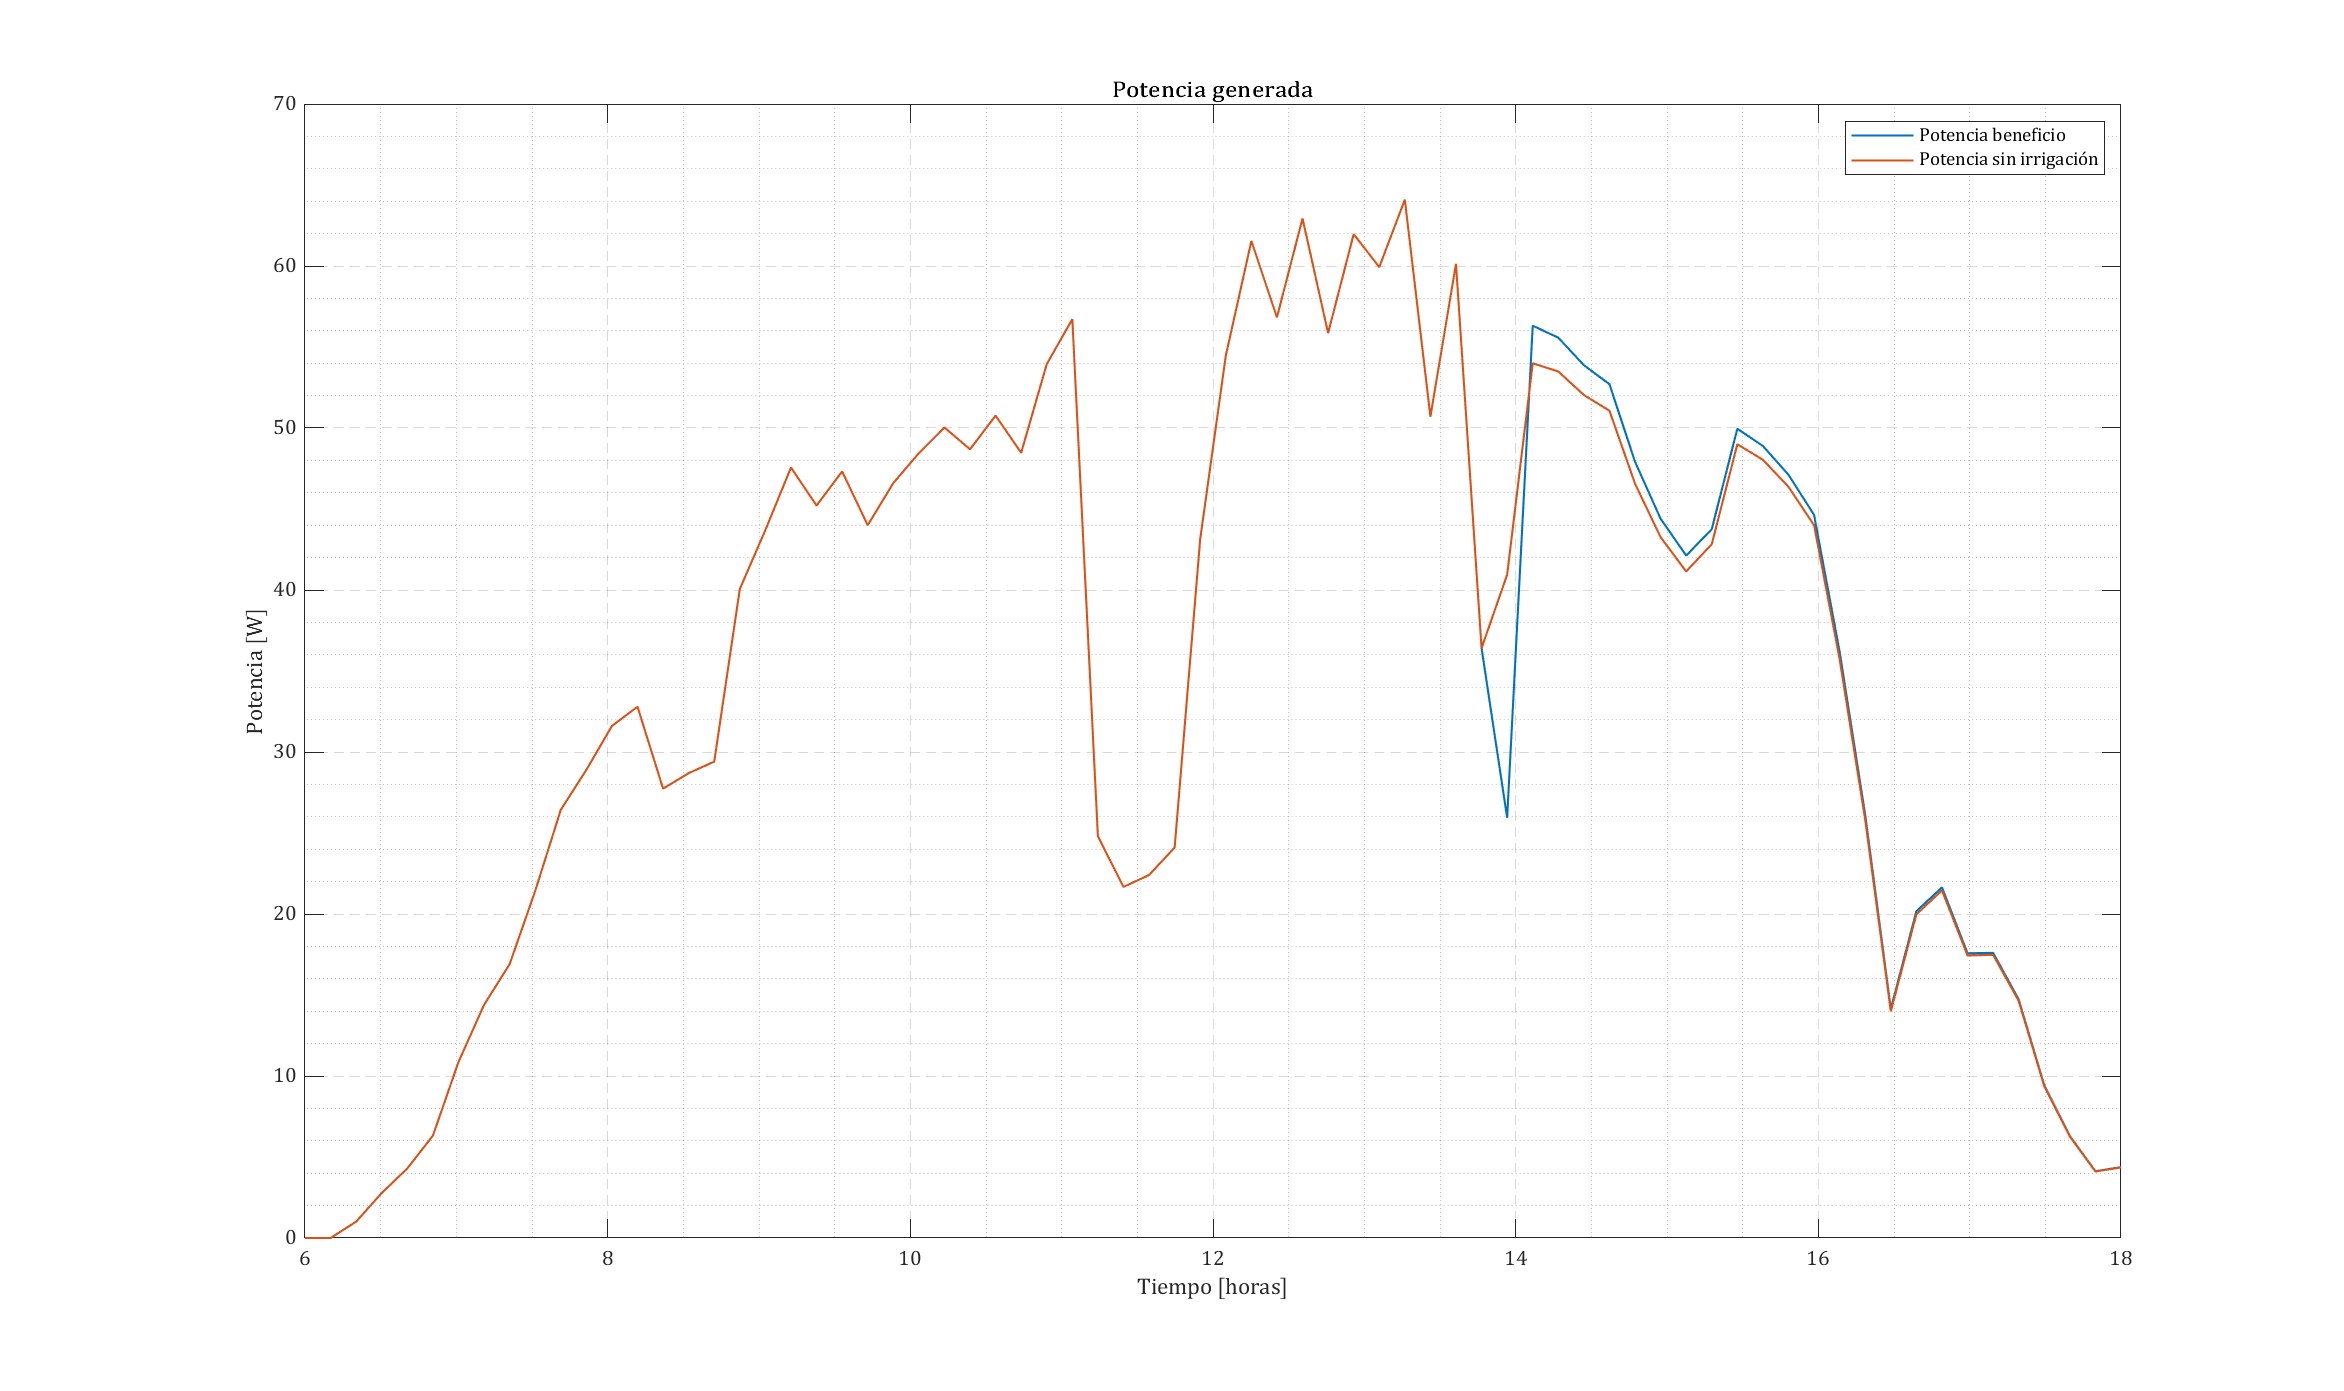 Potencia generada
70
60
50
40
30
20
10
0
Potencia [W]
6 8 10 12 14 16 18
Tiempo [horas]
Potencia beneficio
Potencia sin irrigación